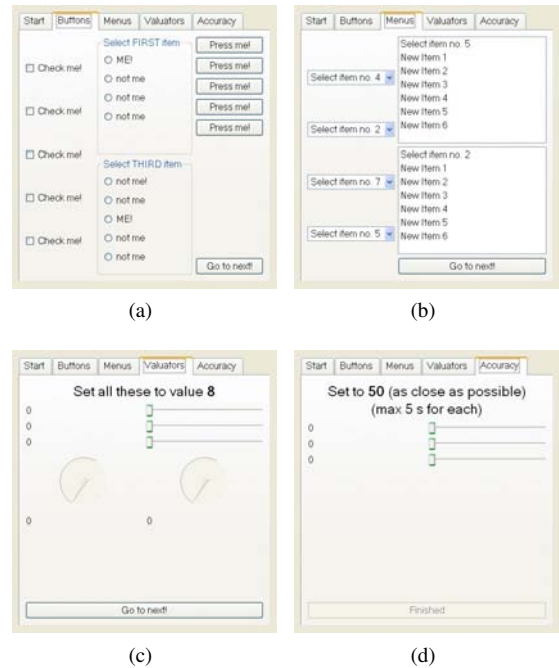 Start Buttons Menus Valuators Accuracy
Select FIRST item
Press me!
ME!
Check me!
not me
Press me!
not me
Press me!
not me
Press me!
Check me!
Press me!
Check me!
Select THIRD item
not me!
not me
Check me!
ME!
not me
Check me!
not me
Go to next!
(a)
Start Buttons Menus Valuators Accuracy
Select item no. 5
New Item 1
New Item 2
Select item no. 4
New Item 3
New Item 4
New Item 5
Select item no. 2
New Item 6
Select item no. 2
New Item 1
New Item 2
Select item no. 7
New Item 3
New Item 4
New Item 5
Select item no. 5
New Item 6
Go to next!
(b)
Start Buttons Menus Valuators Accuracy
Set all these to value 8
0
0
0
0 0
Go to next!
(c)
Start Buttons Menus Valuators Accuracy
Set to 50 (as close as possible)
(max 5 s for each)
0
0
0
Finished
(d)